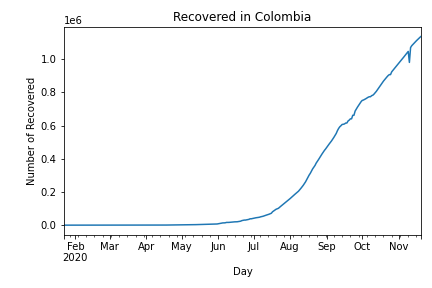 Recovered in Colombia
1e6
1.0
0.8
0.6
0.4
0.2
0.0
Number of Recovered
Feb Mar Apr May Jun Jul Aug Sep Oct Nov
2020
Day